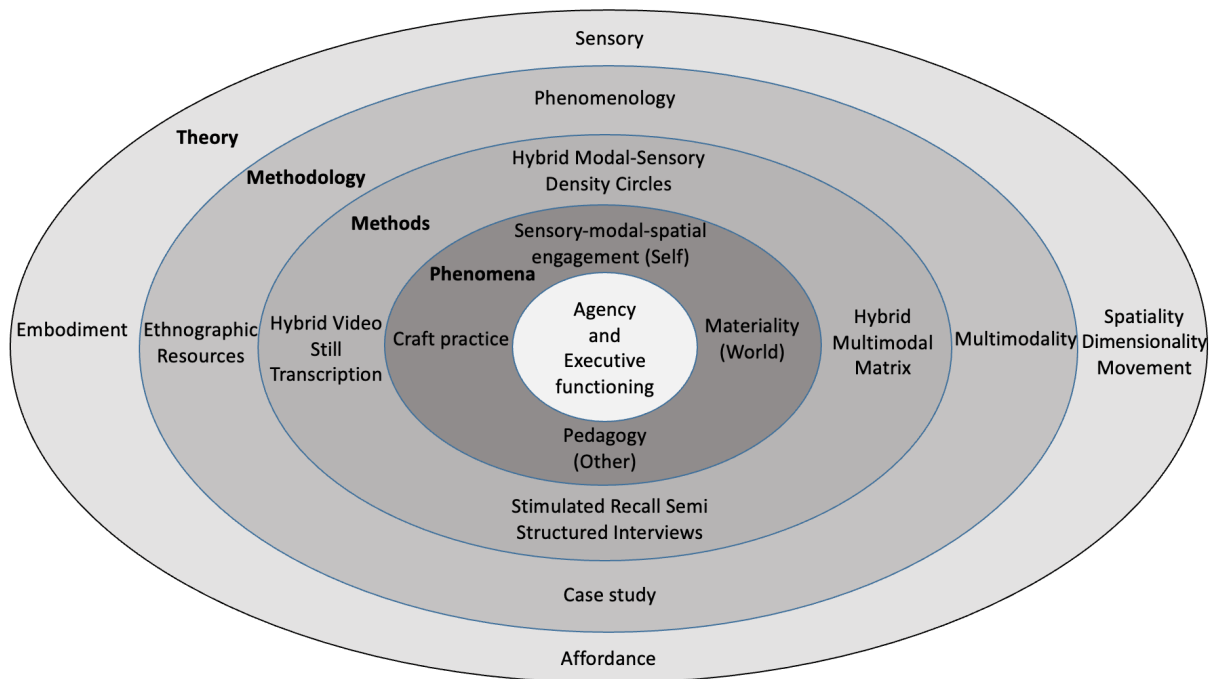 Sensory
Phenomenology
Theory
Methodology
Hybrid Modal-Sensory
Density Circles
Methods
Sensory-modal-spatial
engagement (Self)
Phenomena
Embodiment
Ethnographic
Resources
Hybrid Video
Still
Transcription
Craft practice
Agency
and
Executive
functioning
Materiality
(World)
Hybrid
Multimodal
Matrix
Multimodality
Spatiality
Dimensionality
Movement
Pedagogy
(Other)
Stimulated Recall Semi
Structured Interviews
Case study
Affordance